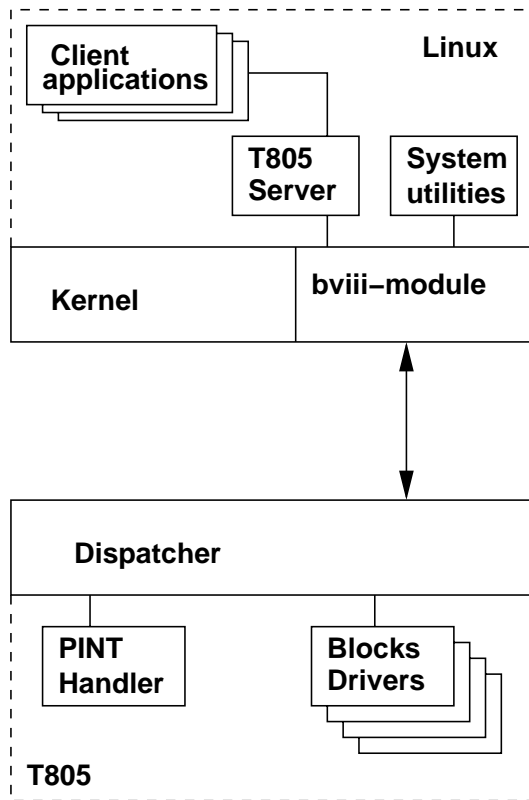 Client
applications
Linux
T805
Server
System
utilities
Kernel
bviii−module
Dispatcher
PINT
Handler
Blocks
Drivers
T805